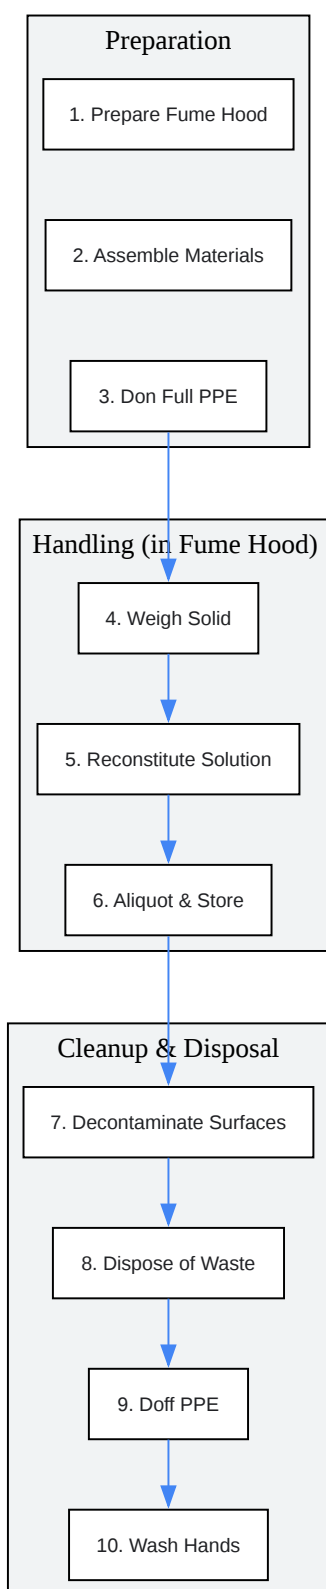 Preparation
1. Prepare Fume Hood
2. Assemble Materials
3. Don Full PPE
Handling (in Fume Hood)
4. Weigh Solid
5. Reconstitute Solution
6. Aliquot & Store
Cleanup & Disposal
7. Decontaminate Surfaces
8. Dispose of Waste
9. Doff PPE
10. Wash Hands